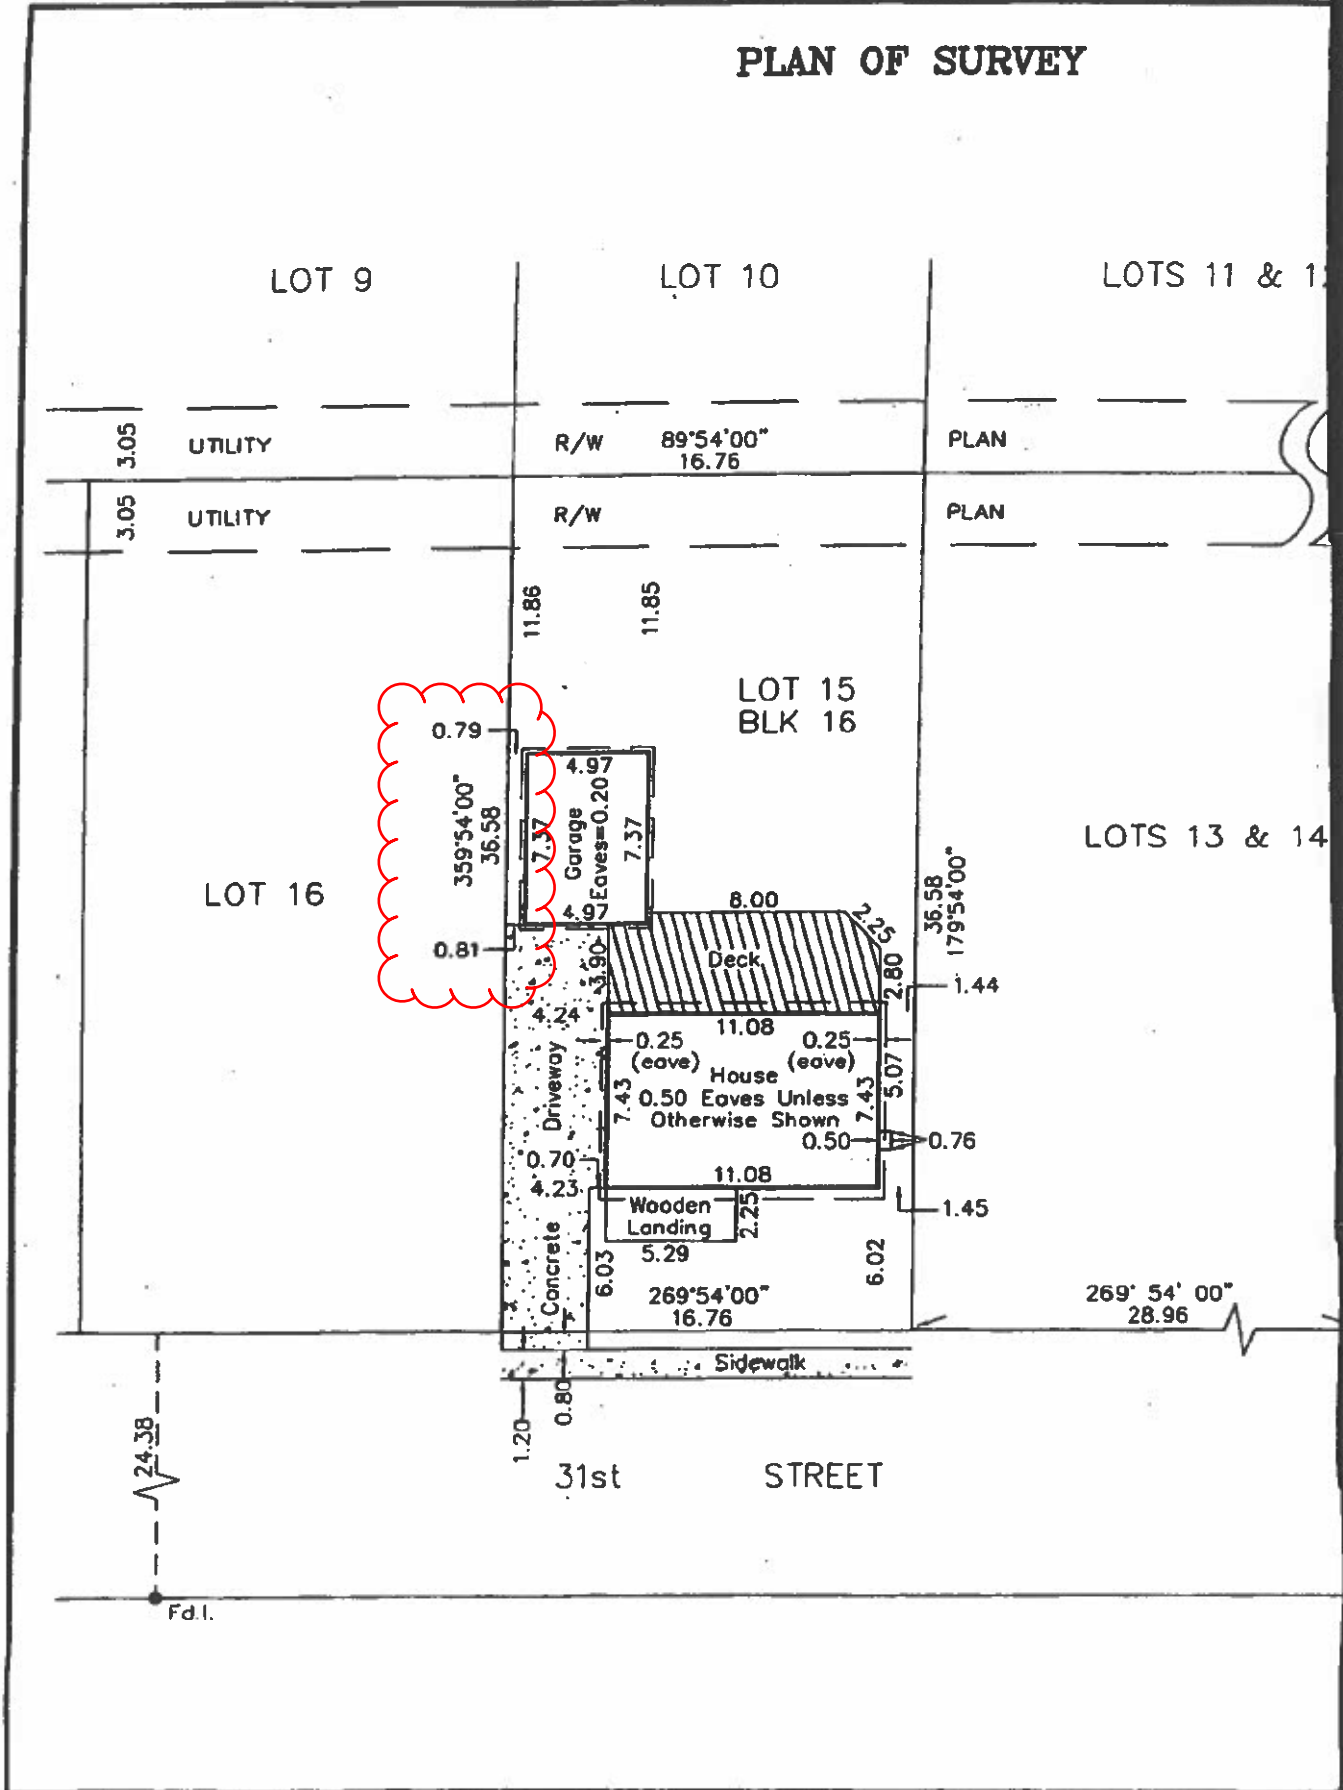 PLAN OF SURVEY
LOT 9
LOT 10
LOTS 11 &
3.05
UTILITY
R/W
89°54'00"
16.76
PLAN
3.05
UTILITY
R/W
PLAN
11.86
11.85
LOT 15
BLK 16
0.79
4.97
359°54'00"
36.58
7.37
Garage
Eaves=0.20
7.37
LOTS 13 & 14
LOT 16
4.97
8.00
2.25
36.58
179°54'00"
0.81
3.90
Deck
2.80
1.44
4.24
11.08
0.25
(eave)
0.25
(eave)
House
0.50 Eaves Unless
Otherwise Shown
7.43
7.43
5.07
Driveway
0.50
0.76
0.70
4.23
11.08
Wooden
Landing
2.25
1.45
5.29
Concrete
6.03
6.02
269°54'00"
16.76
269° 54' 00"
28.96
Sidewalk
24.38
1.20
0.80
31st STREET
Fd.I.